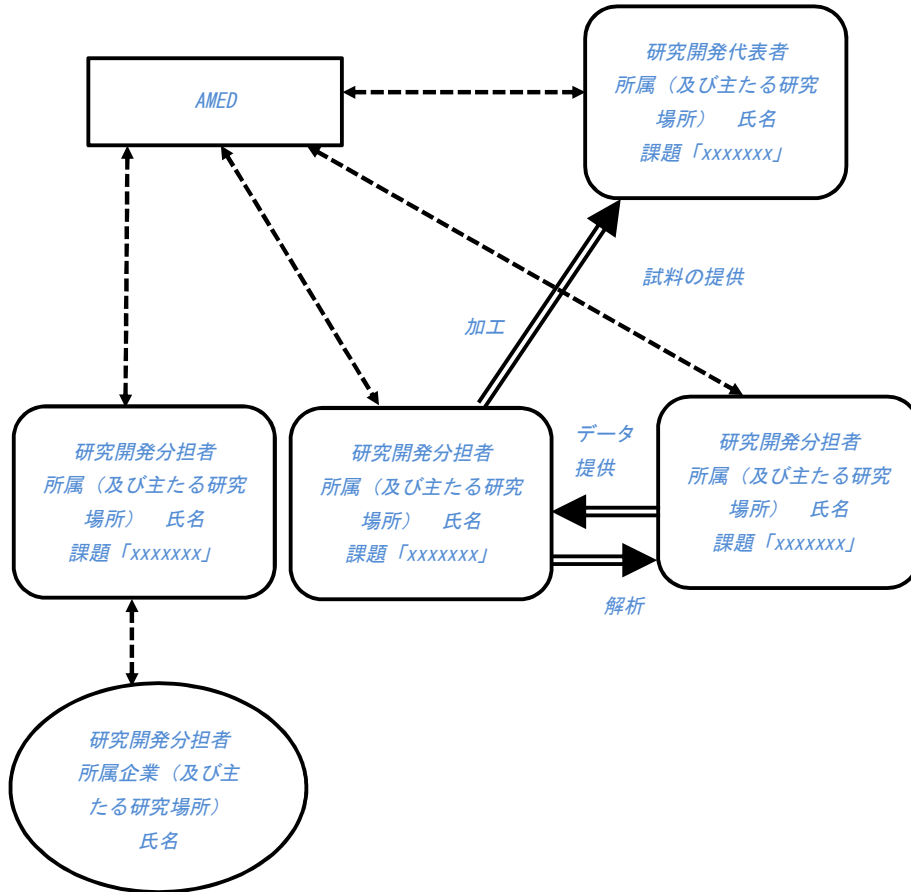 AMED
研究開発代表者
所属（及び主たる研究
場所）　氏名
課題「xxxxxxx」
試料の提供
加工
研究開発分担者
所属（及び主たる研究
場所）　氏名
課題「xxxxxxx」
研究開発分担者
所属（及び主たる研究
場所）　氏名
課題「xxxxxxx」
データ
提供
解析
研究開発分担者
所属（及び主たる研究
場所）　氏名
課題「xxxxxxx」
研究開発分担者
所属企業（及び主
たる研究場所）
氏名